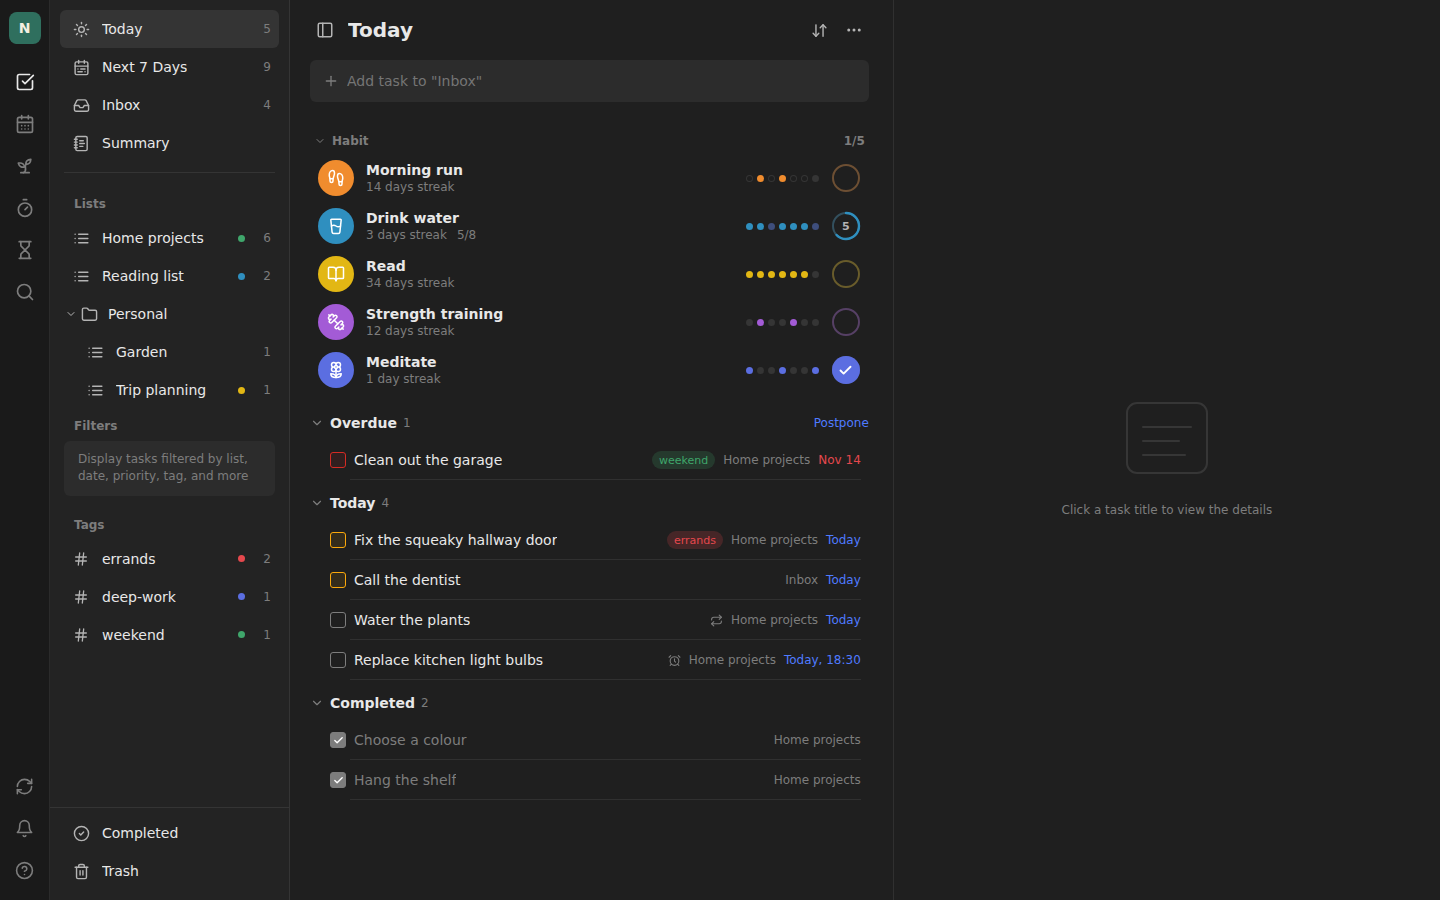 N
Today 5
Next 7 Days 9
Inbox 4
Summary
Lists
Home projects 6
Reading list 2
Personal
Garden 1
Trip planning 1
Filters
Display tasks filtered by list,
date, priority, tag, and more
Tags
errands 2
deep-work 1
weekend 1
Completed
Trash
Today
Add task to "Inbox"
Habit 1/5
Morning run
14 days streak
Drink water
3 days streak 5/8
5
Read
34 days streak
Strength training
12 days streak
Meditate
1 day streak
Overdue 1 Postpone
Clean out the garage weekend Home projects Nov 14
Today 4
Fix the squeaky hallway door errands Home projects Today
Call the dentist Inbox Today
Water the plants Home projects Today
Replace kitchen light bulbs Home projects Today, 18:30
Completed 2
Choose a colour Home projects
Hang the shelf Home projects
Click a task title to view the details